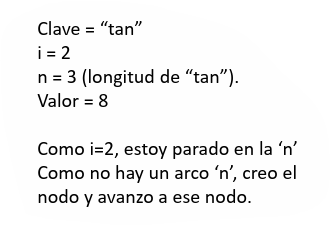 Clave = “tan”
i = 2
n = 3 (longitud de “tan”).
Valor = 8
Como i=2, estoy parado en la ‘n’
Como no hay un arco ‘n’, creo el
nodo y avanzo a ese nodo.